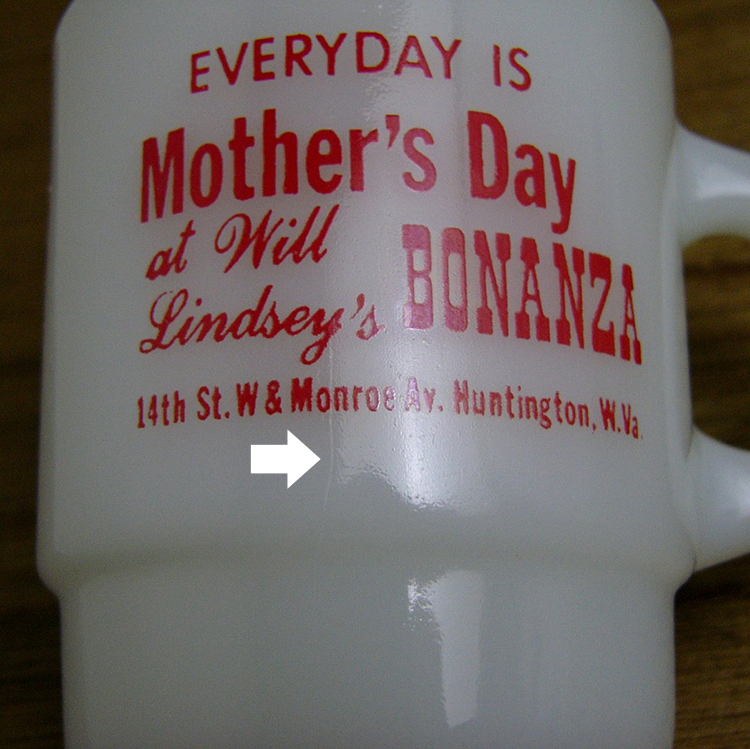 EVERYDAY IS
Mother's Day
at Will
Lindsey's BONANZA
14th St. W & Monroe Av. Huntington, W.Va.